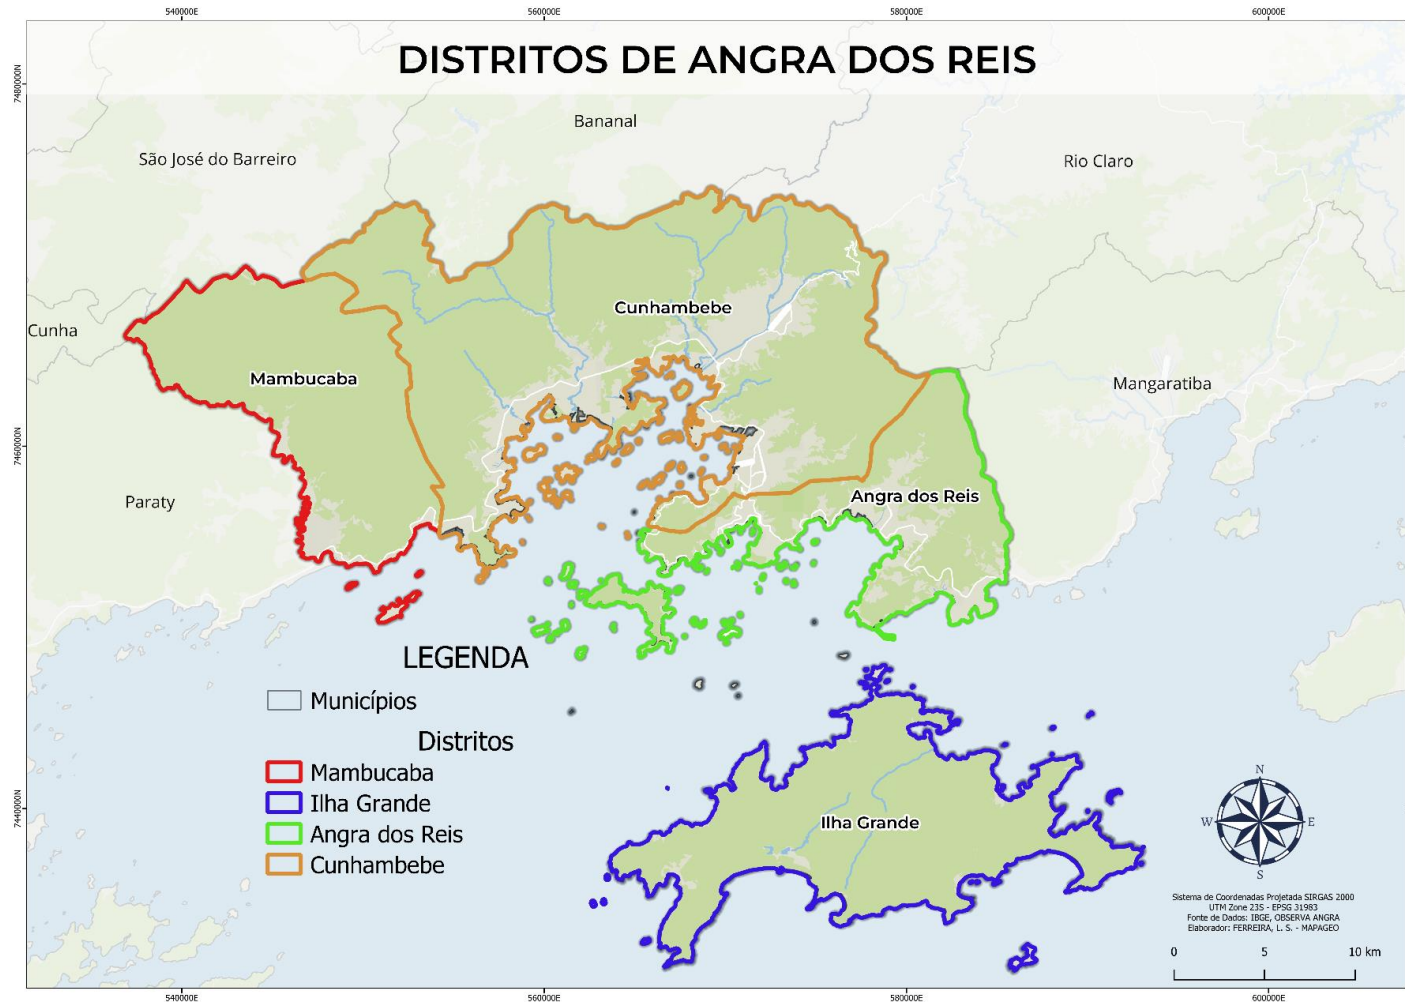 540000E
560000E
580000E
600000E
DISTRITOS DE ANGRA DOS REIS
7480000N
Bananal
São José do Barreiro
Rio Claro
Cunhambebe
Cunha
Mambucaba
Mangaratiba
7460000N
Paraty
Angra dos Reis
LEGENDA
Municípios
Distritos
Mambucaba
Ilha Grande
Angra dos Reis
Cunhambebe
7440000N
Ilha Grande
N
W
E
S
Sistema de Coordenadas Projetada SIRGAS 2000
UTM Zone 23S - EPSG 31983
Fonte de Dados: IBGE, OBSERVA ANGRA
Elaborador: FERREIRA, L. S. - MAPAGEO
0 5 10 km
540000E
560000E
580000E
600000E